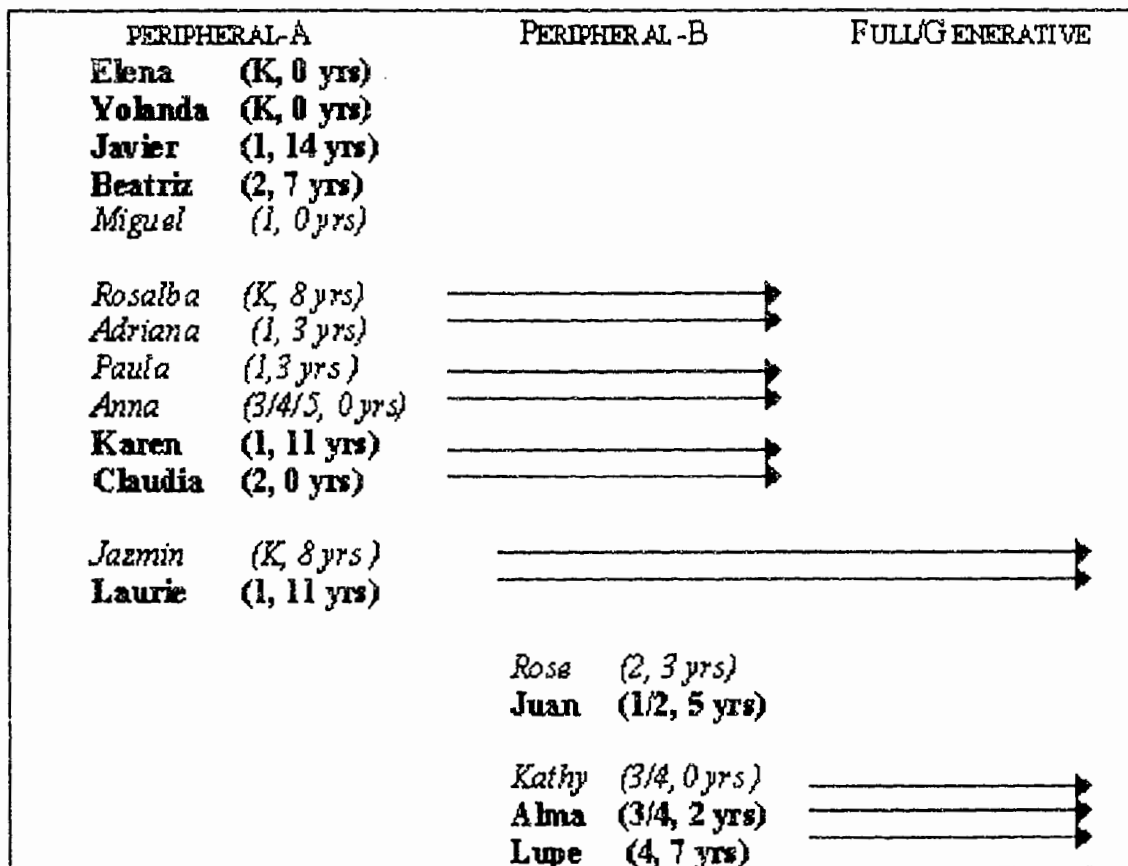 PERIPHERAL-A PERIPHERAL-B FULL/GENERATIVE
Elena (K, 0 yrs)
Yolanda (K, 0 yrs)
Javier (1, 14 yrs)
Beatriz (2, 7 yrs)
Miguel (1, 0 yrs)
Rosalba (K, 8 yrs)
Adriana (1, 3 yrs)
Paula (1,3 yrs )
Anna (3/4/5, 0 yrs)
Karen (1, 11 yrs)
Claudia (2, 0 yrs)
Jazmin (K, 8 yrs )
Laurie (1, 11 yrs)
Rose (2, 3 yrs)
Juan (1/2, 5 yrs)
Kathy (3/4, 0 yrs)
Alma (3/4, 2 yrs)
Lupe (4, 7 yrs)